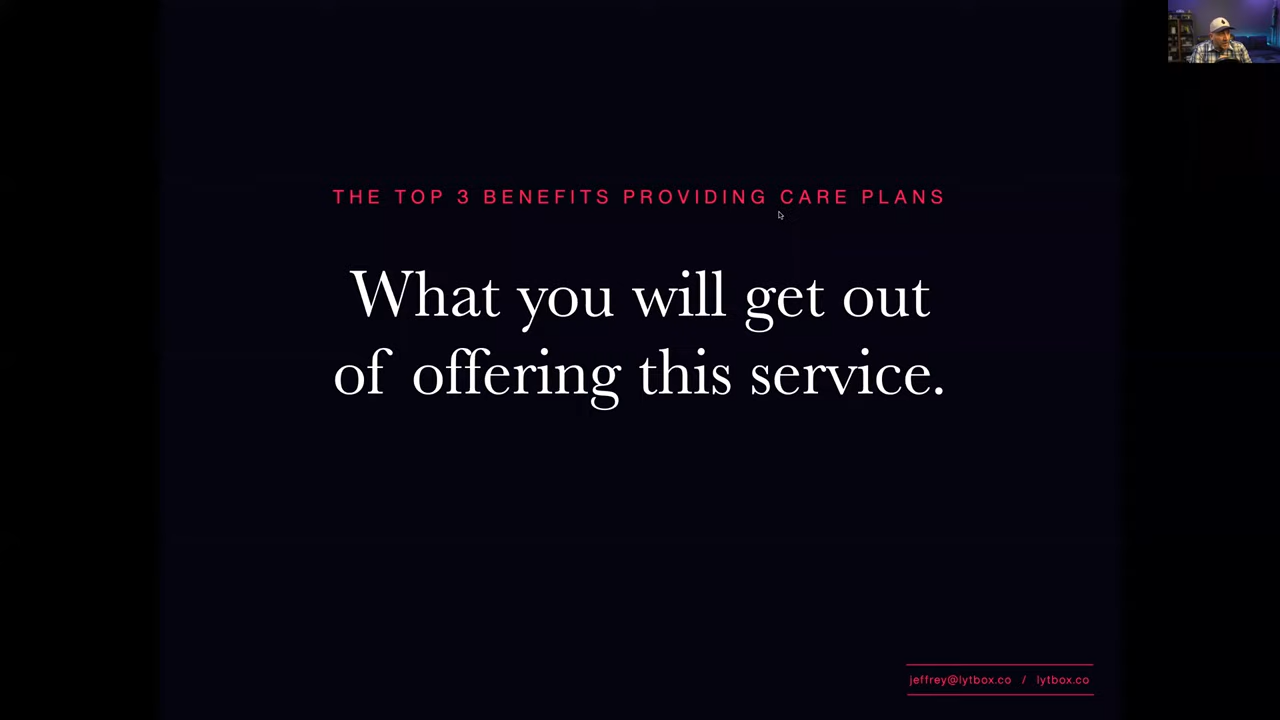 THE TOP 3 BENEFITS PROVIDING CARE PLANS
What you will get out
of offering this service.
jeffrey@lytbox.co / lytbox.co